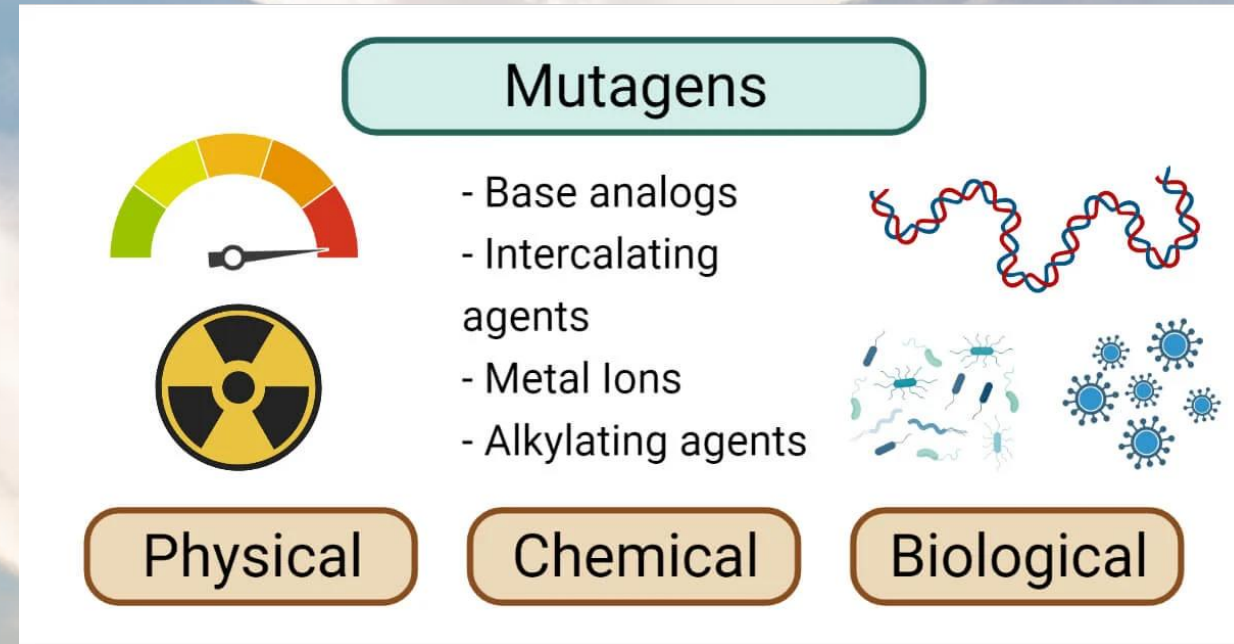 Mutagens
- Base analogs
- Intercalating
agents
- Metal Ions
- Alkylating agents
Physical
Chemical
Biological